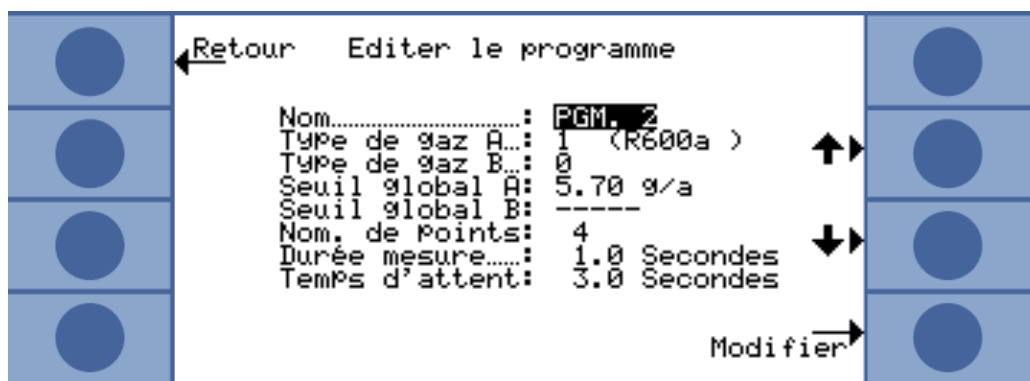 Retour Editer le programme
Nom..............................: PGM. 2
Type de gaz A...: 1 (R600a )
Type de gaz B...: 0
Seuil global A: 5.70 g/a
Seuil global B: -----
Nom. de points: 4
Durée mesure......: 1.0 Secondes
Temps d'attent: 3.0 Secondes
Modifier